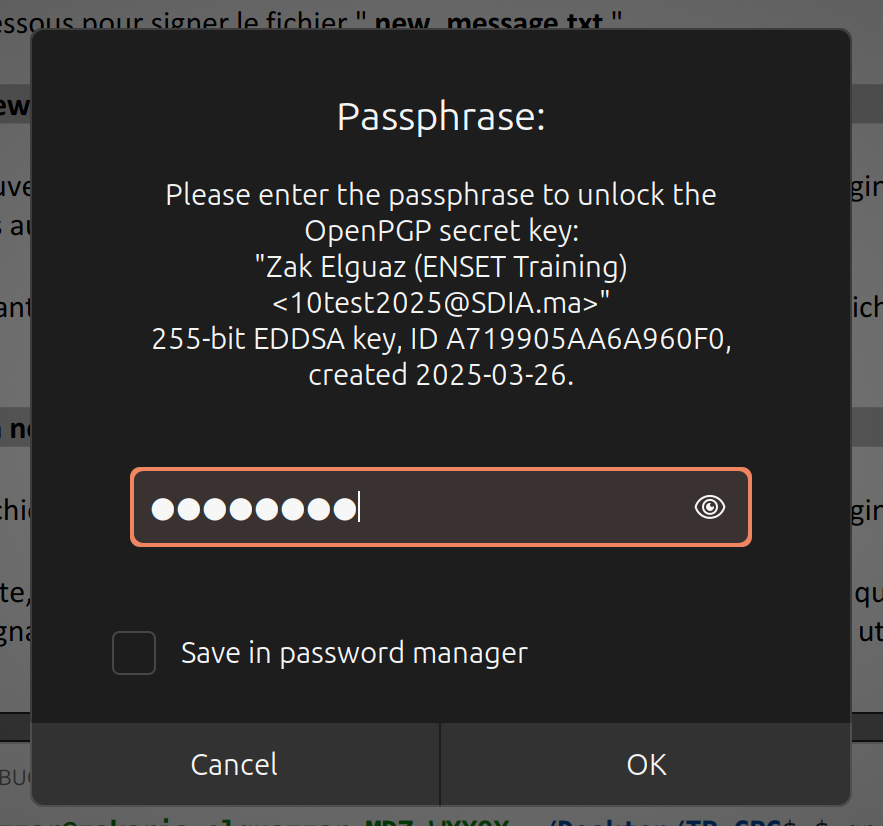 essous pour signer le fichier " new_message.txt "
Passphrase:
Please enter the passphrase to unlock the
OpenPGP secret key:
"Zak Elguaz (ENSET Training)
<10test2025@SDIA.ma>"
255-bit EDDSA key, ID A719905AA6A960F0,
created 2025-03-26.
●●●●●●●●
Save in password manager
Cancel
OK